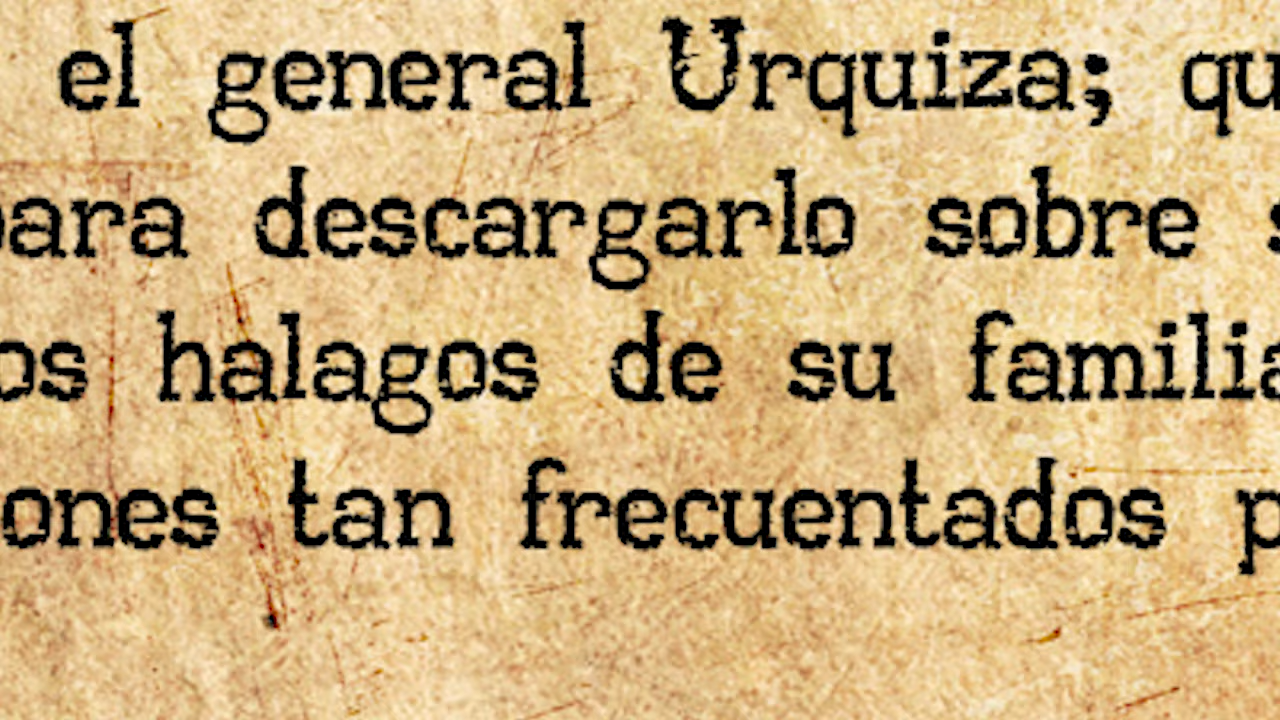 el general Urquiza; qu
para descargarlo sobre s
os halagos de su familia
ones tan frecuentados p